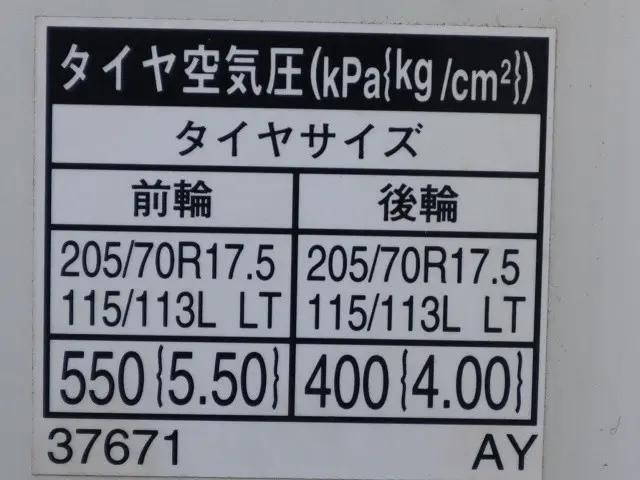 タイヤ空気圧(kPa{kg/cm²})
タイヤサイズ
前輪 後輪
205/70R17.5 205/70R17.5
115/113L LT 115/113L LT
550{5.50} 400{4.00}
37671 AY